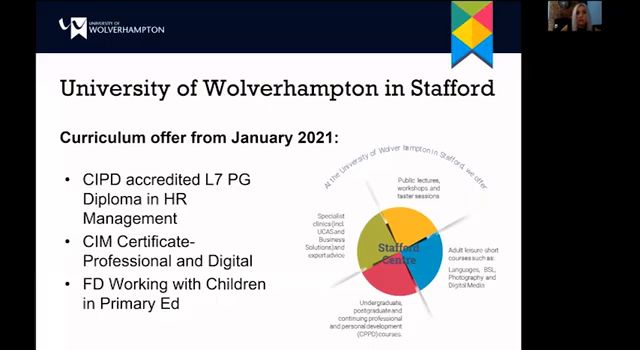 UNIVERSITY OF
WOLVERHAMPTON
University of Wolverhampton in Stafford
Curriculum offer from January 2021:
• CIPD accredited L7 PG
Diploma in HR
Management
• CIM Certificate-
Professional and Digital
• FD Working with Children
in Primary Ed
At the University of Wolverhampton in Stafford, we offer
Public lectures,
workshops and
taster sessions
Specialist
clinics (incl.
UCAS and
Business
Solutions) and
expert advice
Stafford
Centre
Adult leisure short
courses such as:
Languages, BSL,
Photography and
Digital Media
Undergraduate,
postgraduate and
continuing professional
and personal development
(CPPD) courses.